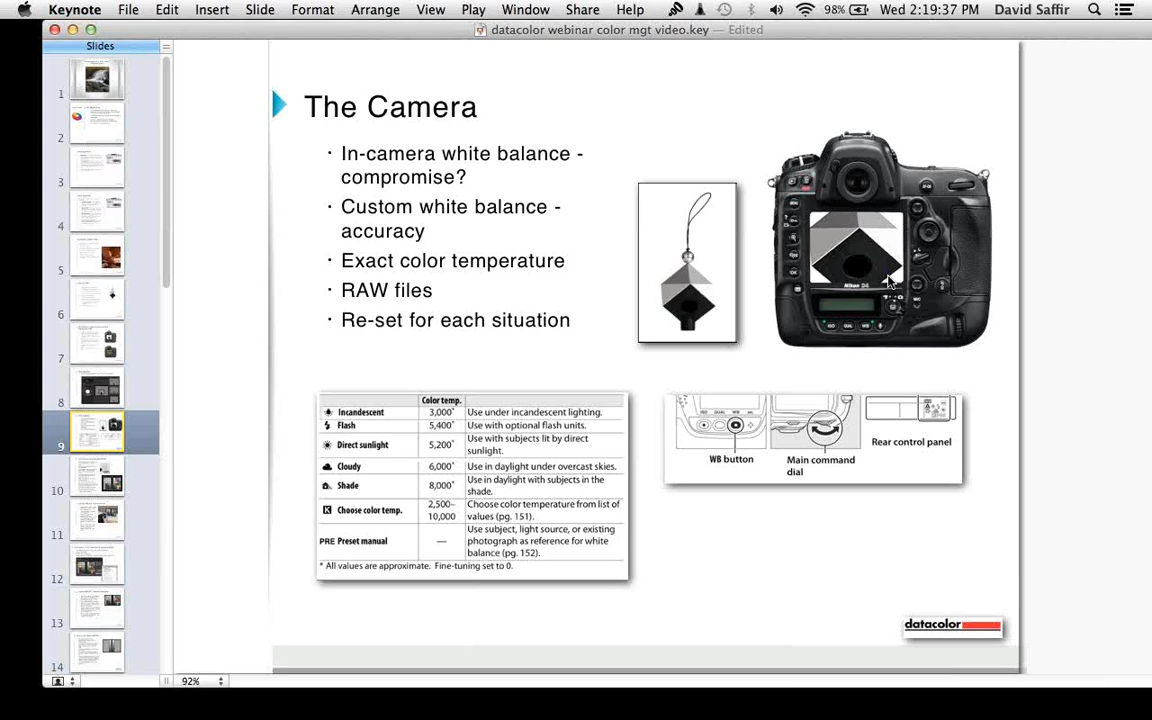 Keynote File Edit Insert Slide Format Arrange View Play Window Share Help 98% Wed 2:19:37 PM David Saffir
datacolor webinar color mgt video.key — Edited
Slides
1
2
3
4
5
6
7
8
9
10
11
12
13
14
The Camera
· In-camera white balance -
compromise?
· Custom white balance -
accuracy
· Exact color temperature
· RAW files
· Re-set for each situation
Nikon D4
ISO QUAL WB
Color temp.
Incandescent 3,000* Use under incandescent lighting.
Flash 5,400* Use with optional flash units.
Direct sunlight 5,200* Use with subjects lit by direct
sunlight.
Cloudy 6,000* Use in daylight under overcast skies.
Shade 8,000* Use in daylight with subjects in the
shade.
K Choose color temp. 2,500– Choose color temperature from list of
10,000 values (pg. 151).
PRE Preset manual — Use subject, light source, or existing
photograph as reference for white
balance (pg. 152).
* All values are approximate. Fine-tuning set to 0.
ISO QUAL WB
WB button
Main command
dial
Rear control panel
datacolor
92%